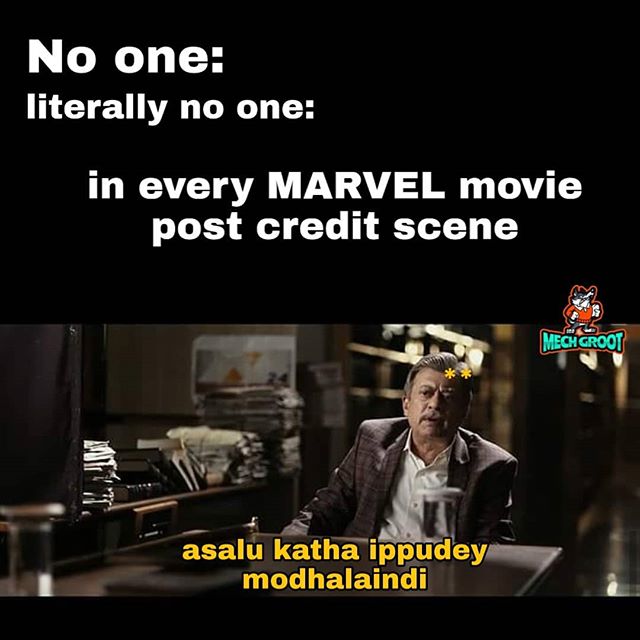 No one:
literally no one:
in every MARVEL movie
post credit scene
MECH GROOT
**
asalu katha ippudey
modhalaindi